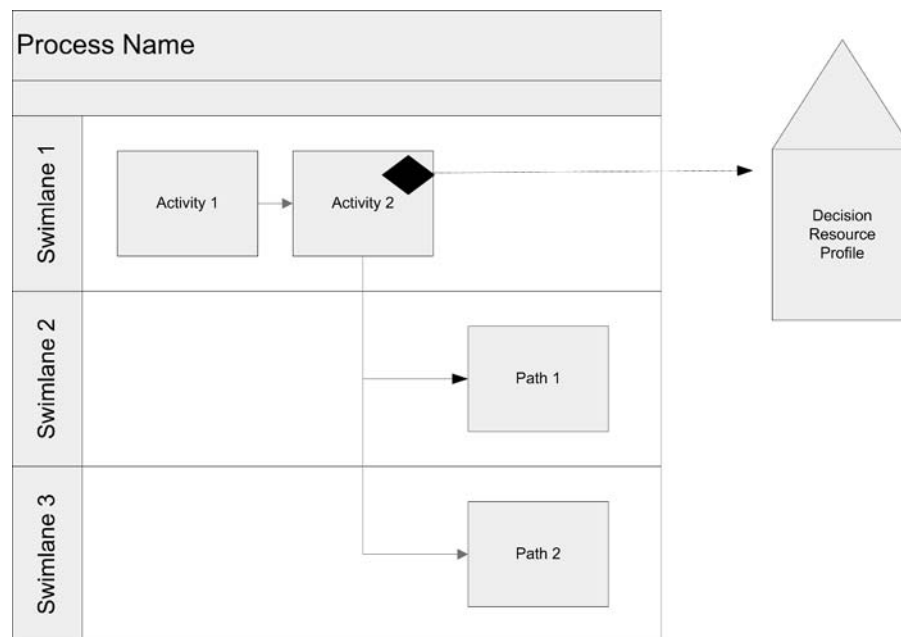 Process Name
Swimlane 1
Activity 1
Activity 2
Decision
Resource
Profile
Swimlane 2
Path 1
Swimlane 3
Path 2